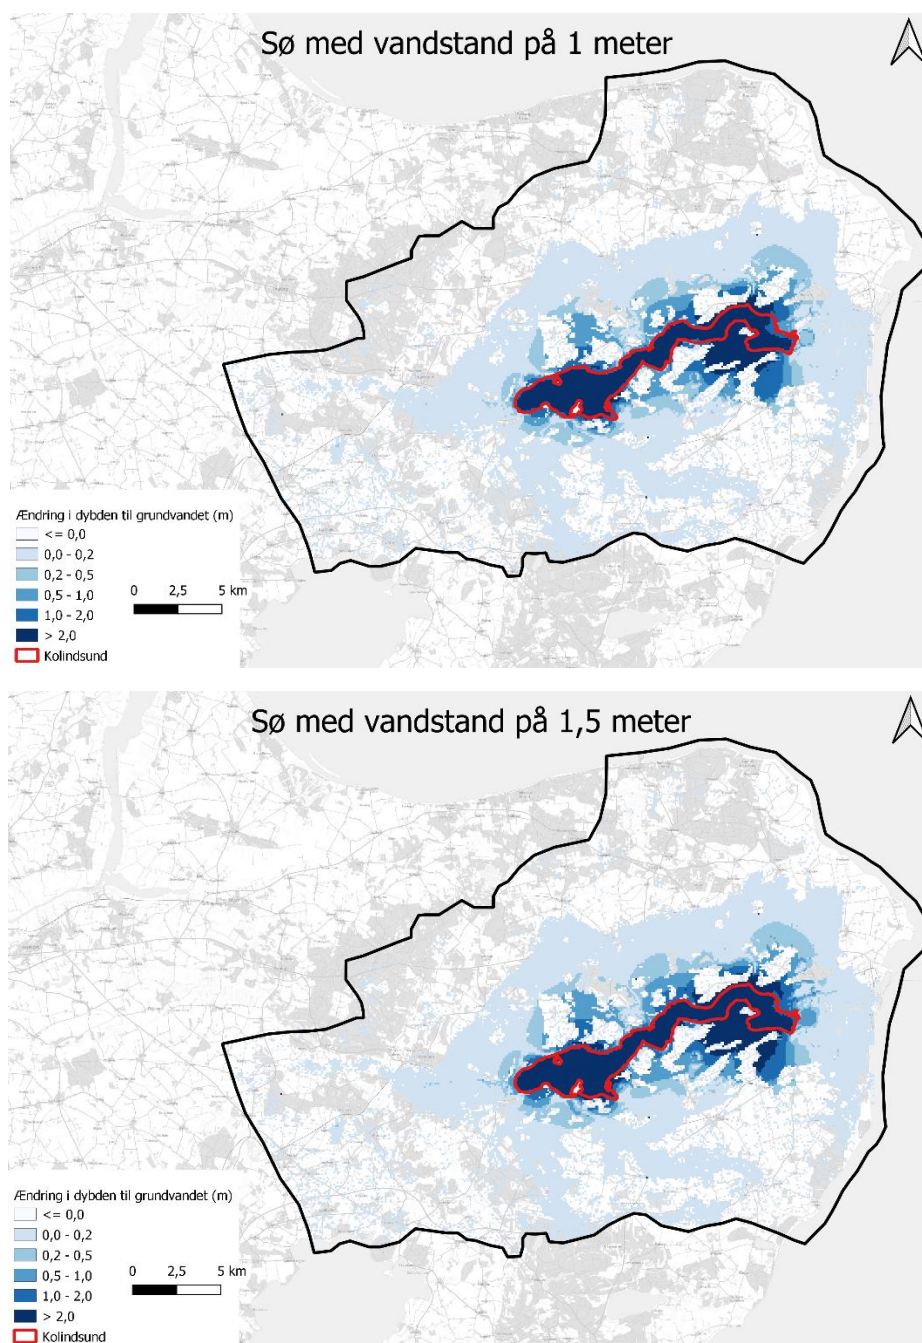 Sø med vandstand på 1 meter
Ændring i dybden til grundvandet (m)
<= 0,0
0,0 - 0,2
0,2 - 0,5
0,5 - 1,0
1,0 - 2,0
> 2,0
Kolindsund
0 2,5 5 km
Sø med vandstand på 1,5 meter
Ændring i dybden til grundvandet (m)
<= 0,0
0,0 - 0,2
0,2 - 0,5
0,5 - 1,0
1,0 - 2,0
> 2,0
Kolindsund
0 2,5 5 km